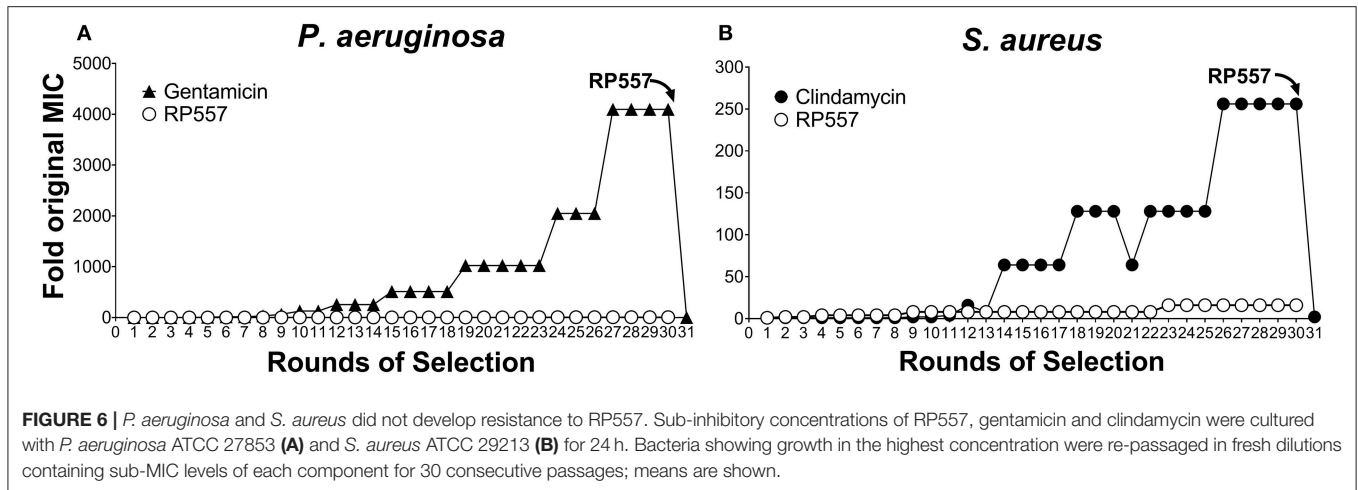 A
P. aeruginosa
Fold original MIC
5000
4000
3000
2000
1000
0
Gentamicin
RP557
RP557
0 1 2 3 4 5 6 7 8 9 10 11 12 13 14 15 16 17 18 19 20 21 22 23 24 25 26 27 28 29 30 31
Rounds of Selection
B
S. aureus
300
250
200
150
100
50
0
Clindamycin
RP557
RP557
0 1 2 3 4 5 6 7 8 9 10 11 12 13 14 15 16 17 18 19 20 21 22 23 24 25 26 27 28 29 30 31
Rounds of Selection
FIGURE 6 | P. aeruginosa and S. aureus did not develop resistance to RP557. Sub-inhibitory concentrations of RP557, gentamicin and clindamycin were cultured
with P. aeruginosa ATCC 27853 (A) and S. aureus ATCC 29213 (B) for 24 h. Bacteria showing growth in the highest concentration were re-passaged in fresh dilutions
containing sub-MIC levels of each component for 30 consecutive passages; means are shown.